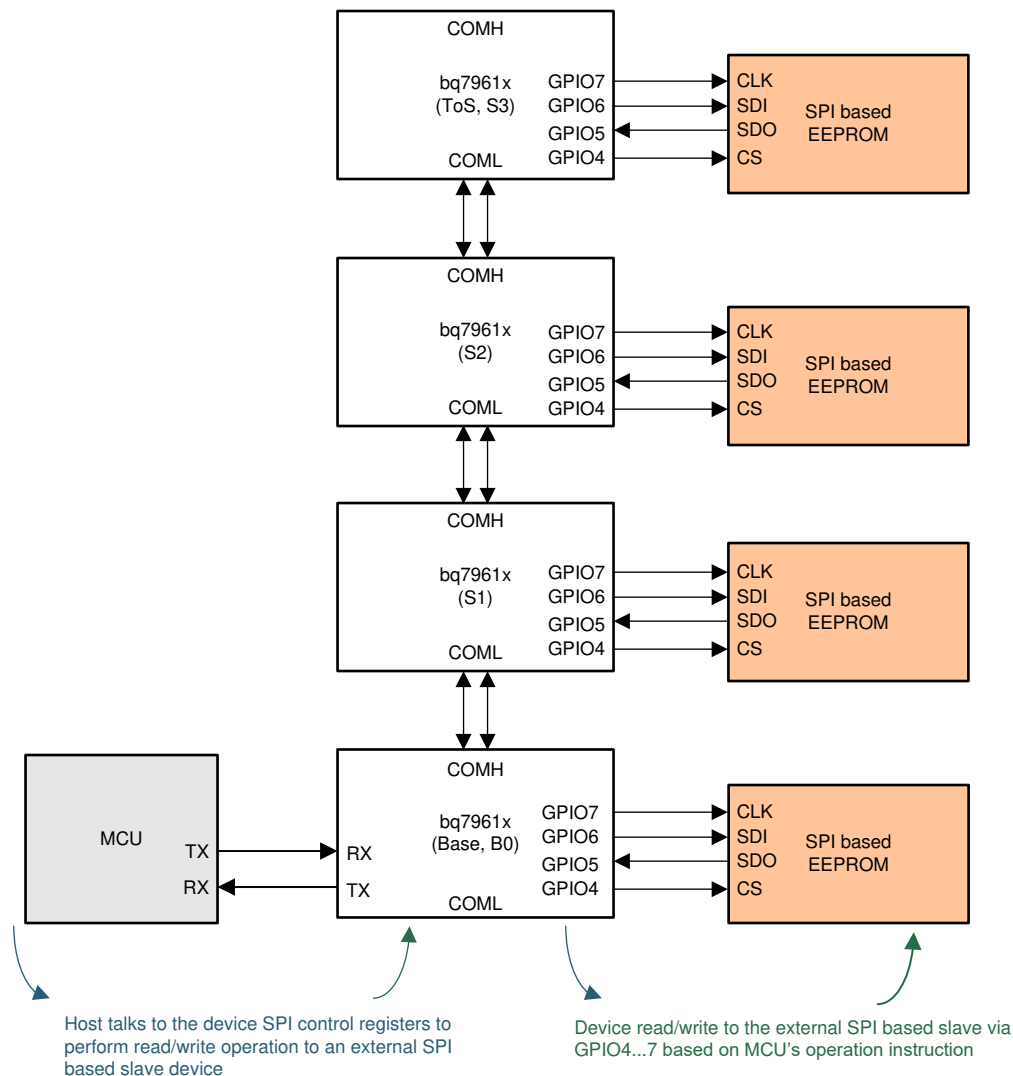 COMH
bq7961x
(ToS, S3)
COML
GPIO7
GPIO6
GPIO5
GPIO4
CLK
SDI
SDO
CS
SPI based
EEPROM
COMH
bq7961x
(S2)
COML
GPIO7
GPIO6
GPIO5
GPIO4
CLK
SDI
SDO
CS
SPI based
EEPROM
COMH
bq7961x
(S1)
COML
GPIO7
GPIO6
GPIO5
GPIO4
CLK
SDI
SDO
CS
SPI based
EEPROM
MCU
TX
RX
RX
TX
COMH
bq7961x
(Base, B0)
COML
GPIO7
GPIO6
GPIO5
GPIO4
CLK
SDI
SDO
CS
SPI based
EEPROM
Host talks to the device SPI control registers to
perform read/write operation to an external SPI
based slave device
Device read/write to the external SPI based slave via
GPIO4...7 based on MCU's operation instruction